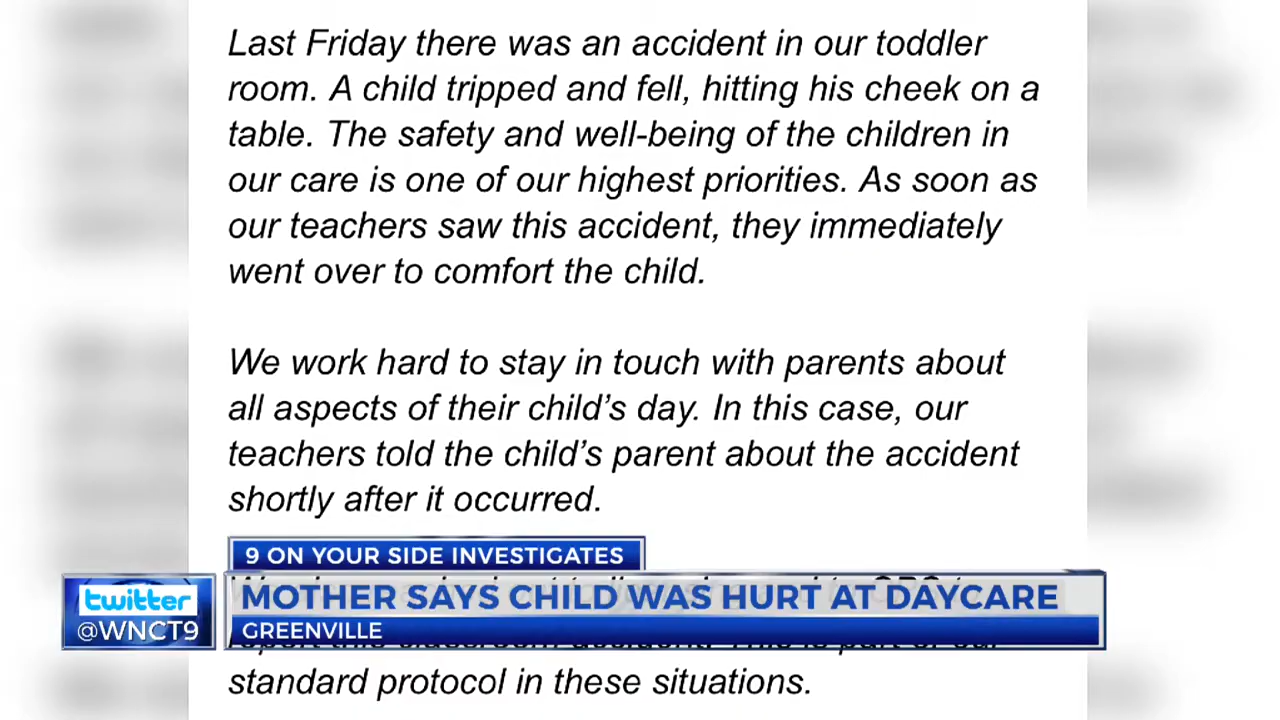 Last Friday there was an accident in our toddler
room. A child tripped and fell, hitting his cheek on a
table. The safety and well-being of the children in
our care is one of our highest priorities. As soon as
our teachers saw this accident, they immediately
went over to comfort the child.
We work hard to stay in touch with parents about
all aspects of their child’s day. In this case, our
teachers told the child’s parent about the accident
shortly after it occurred.
9 ON YOUR SIDE INVESTIGATES
twitter
@WNCT9
MOTHER SAYS CHILD WAS HURT AT DAYCARE
GREENVILLE
standard protocol in these situations.